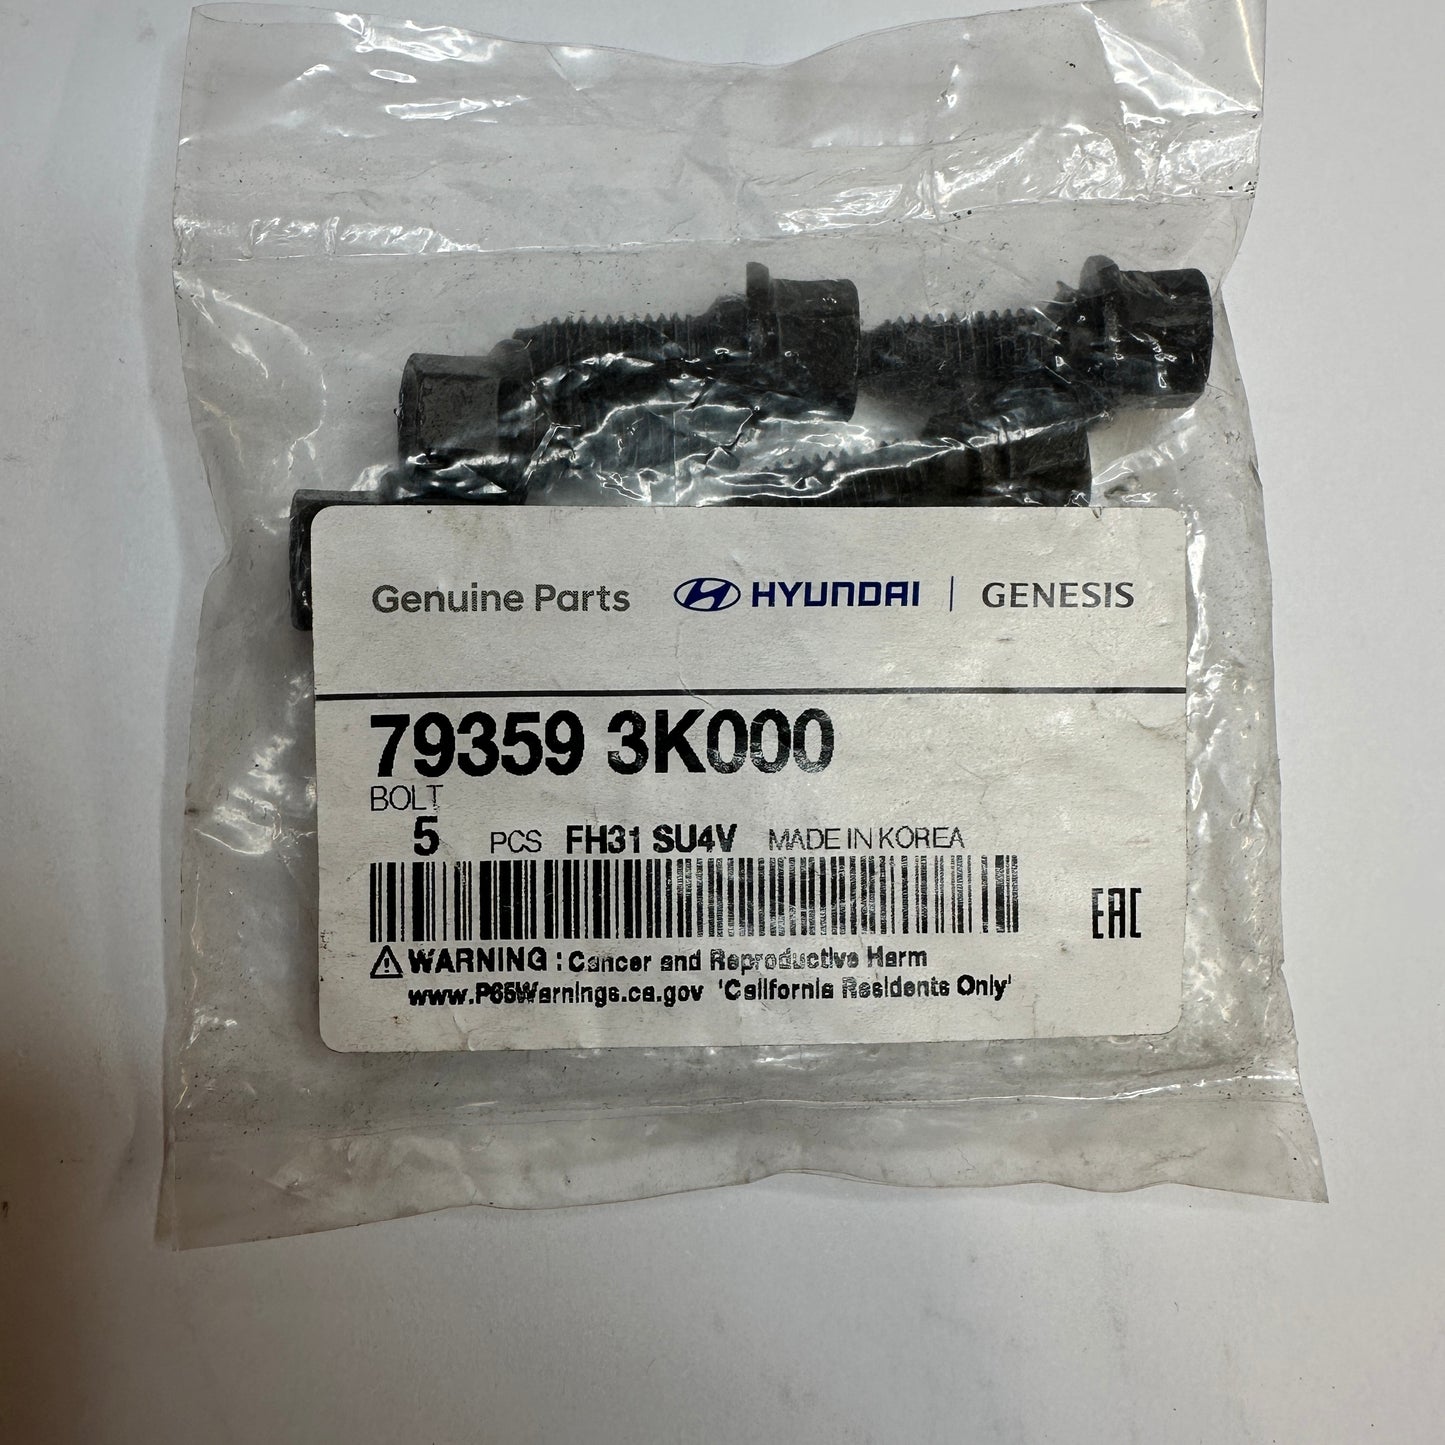 Genuine Parts HYUNDAI | GENESIS
79359 3K000
BOLT
5 PCS FH31 SU4V MADE IN KOREA
EAC
WARNING : Cancer and Reproductive Harm
www.P65Warnings.ca.gov 'California Residents Only'